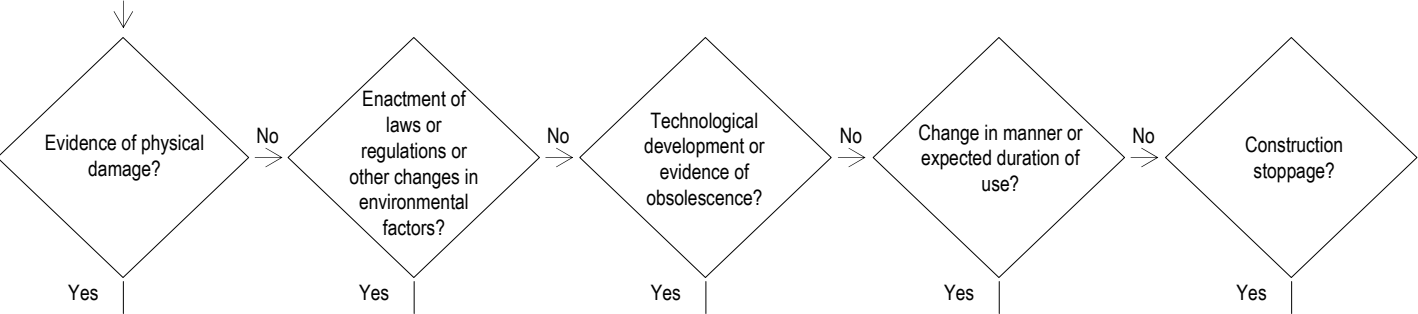 Evidence of physical
damage?
No
Enactment of
laws or
regulations or
other changes in
environmental
factors?
No
Technological
development or
evidence of
obsolescence?
No
Change in manner or
expected duration of
use?
No
Construction
stoppage?
Yes
Yes
Yes
Yes
Yes